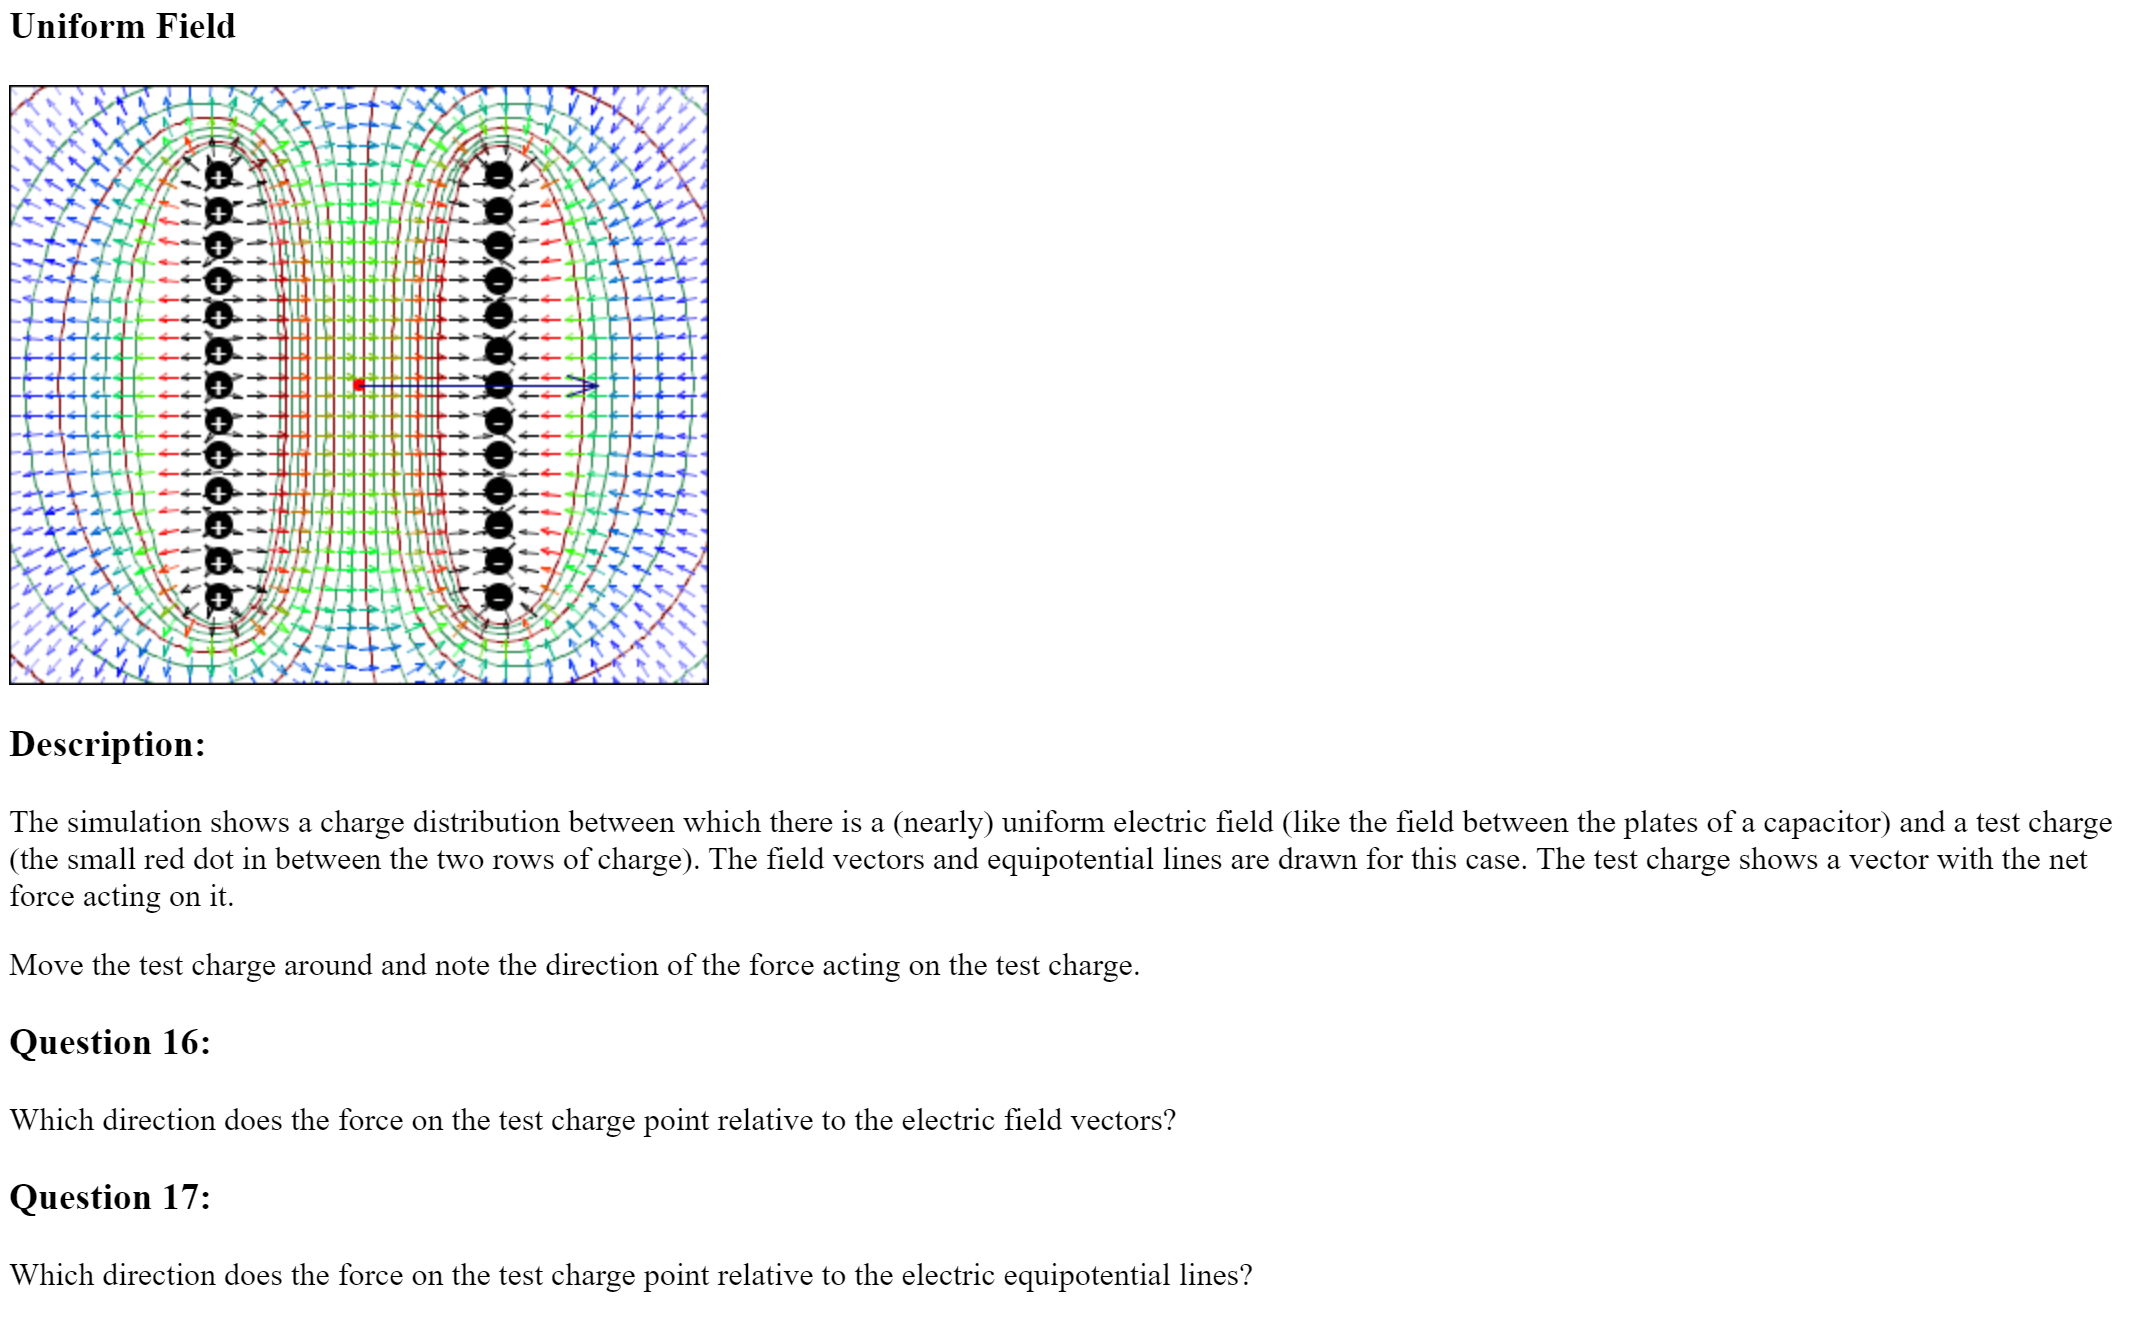 Uniform Field
+ −
+ −
+ −
+ −
+ −
+ −
+ −
+ −
+ −
+ −
+ −
+ −
+ −
Description:
The simulation shows a charge distribution between which there is a (nearly) uniform electric field (like the field between the plates of a capacitor) and a test charge
(the small red dot in between the two rows of charge). The field vectors and equipotential lines are drawn for this case. The test charge shows a vector with the net
force acting on it.
Move the test charge around and note the direction of the force acting on the test charge.
Question 16:
Which direction does the force on the test charge point relative to the electric field vectors?
Question 17:
Which direction does the force on the test charge point relative to the electric equipotential lines?